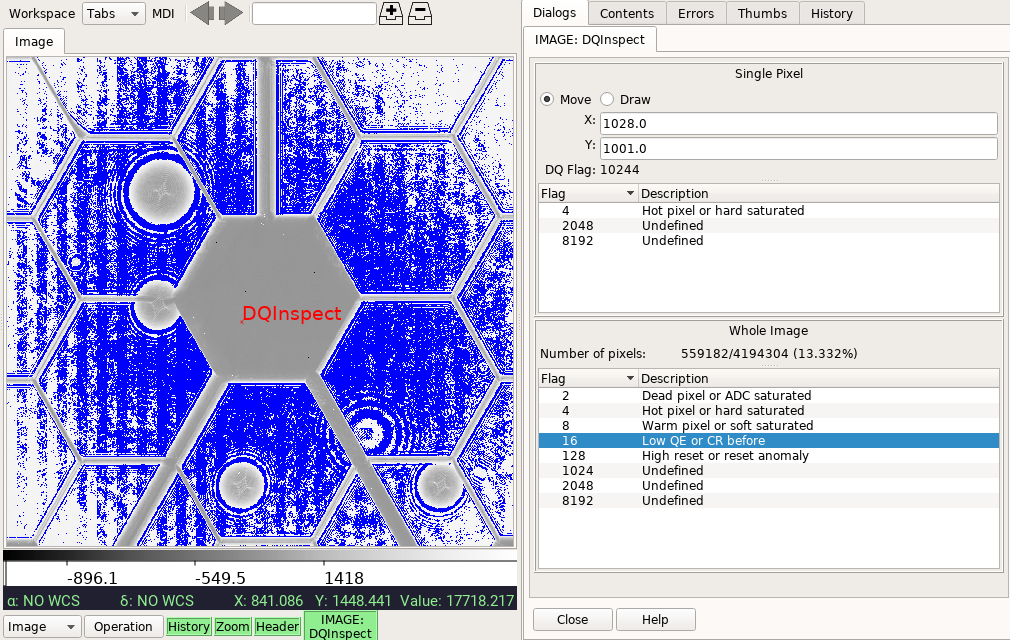 Workspace Tabs MDI
Image
DQInspect
-896.1 -549.5 1418
α: NO WCS δ: NO WCS X: 841.086 Y: 1448.441 Value: 17718.217
Image Operation History Zoom Header IMAGE: DQInspect
Dialogs Contents Errors Thumbs History
IMAGE: DQInspect
Single Pixel
Move Draw
X: 1028.0
Y: 1001.0
DQ Flag: 10244
Flag Description
4 Hot pixel or hard saturated
2048 Undefined
8192 Undefined
Whole Image
Number of pixels: 559182/4194304 (13.332%)
Flag Description
2 Dead pixel or ADC saturated
4 Hot pixel or hard saturated
8 Warm pixel or soft saturated
16 Low QE or CR before
128 High reset or reset anomaly
1024 Undefined
2048 Undefined
8192 Undefined
Close Help